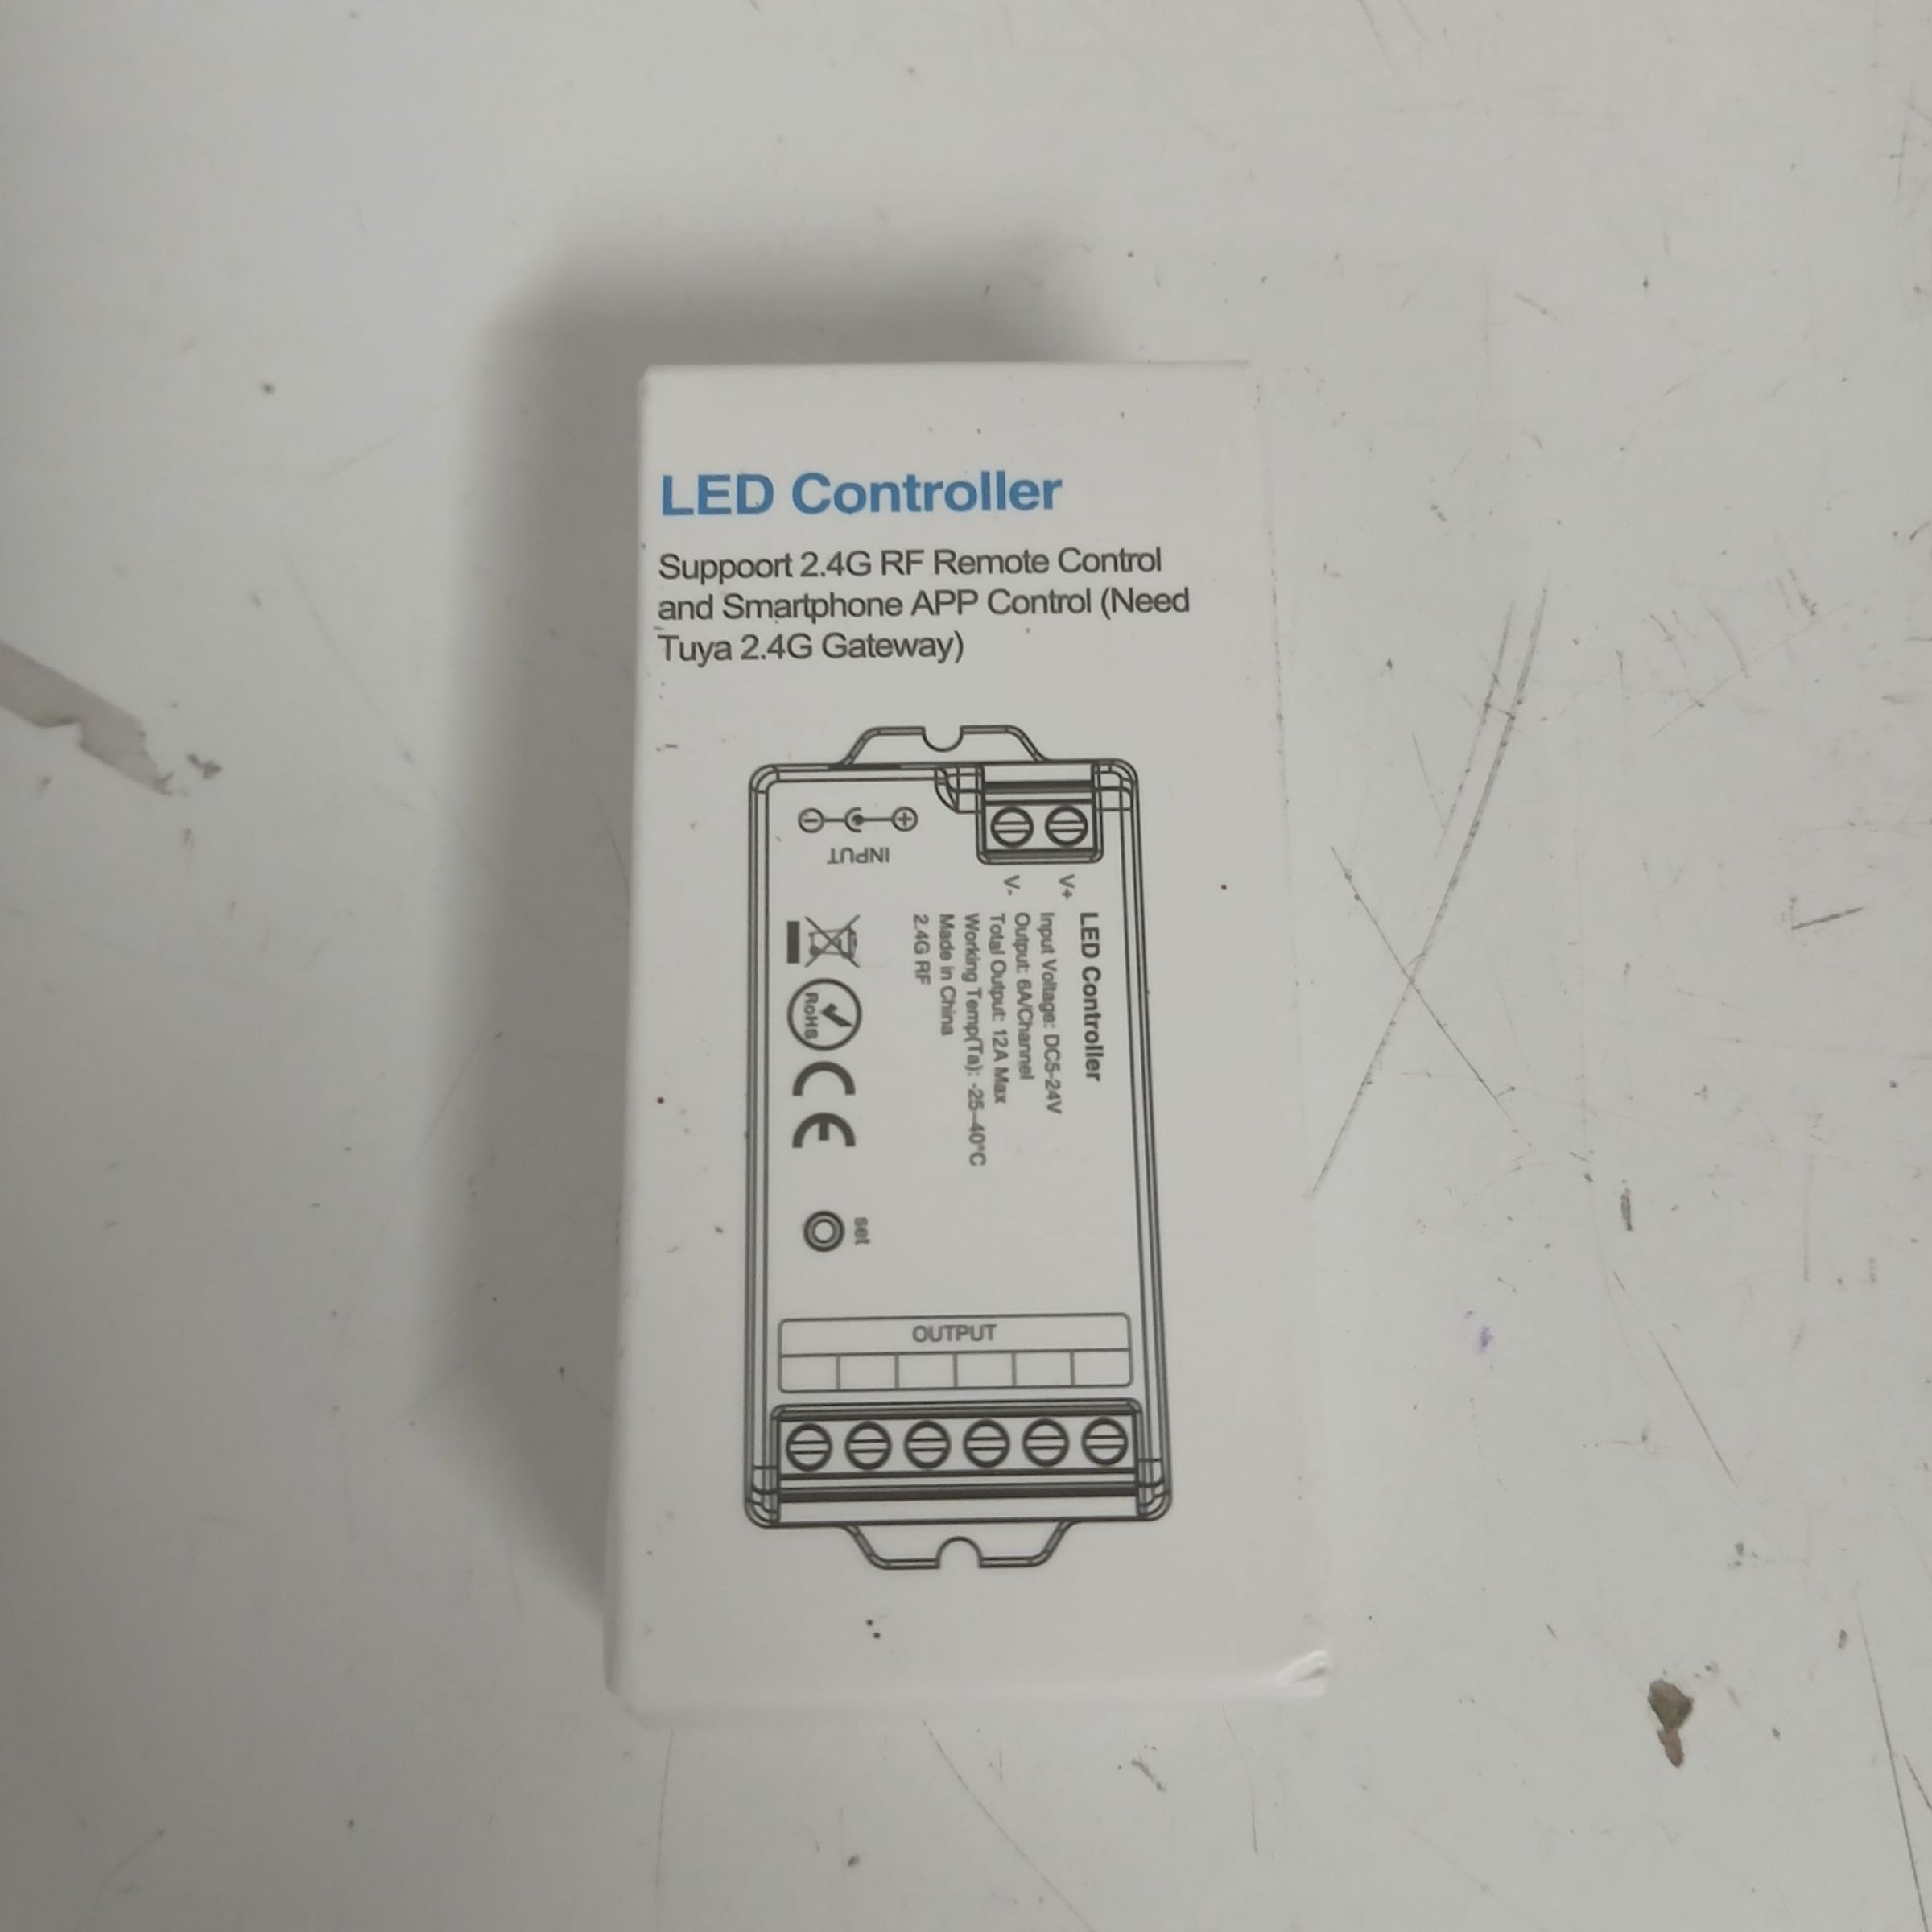 LED Controller
Suppoort 2.4G RF Remote Control
and Smartphone APP Control (Need
Tuya 2.4G Gateway)
INPUT
V-
V+
LED Controller
Input Voltage: DC5-24V
Output: 6A/Channel
Total Output: 12A Max
Working Temp(Ta): -25~40°C
Made in China
2.4G RF
RoHS
CE
set
OUTPUT